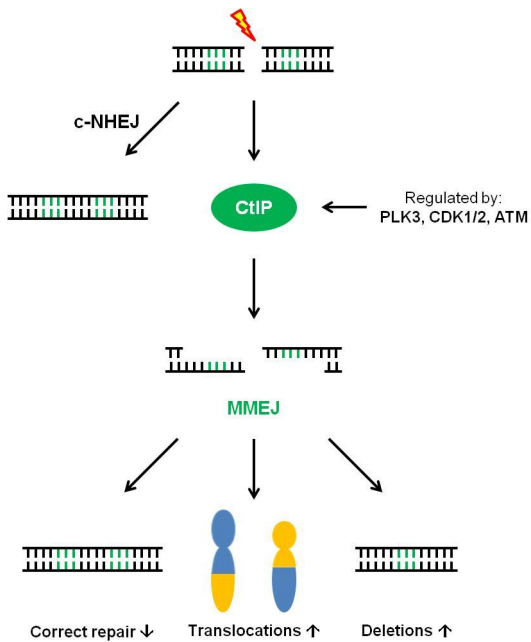 c-NHEJ
CtIP
Regulated by:
PLK3, CDK1/2, ATM
MMEJ
Correct repair ↓
Translocations ↑
Deletions ↑